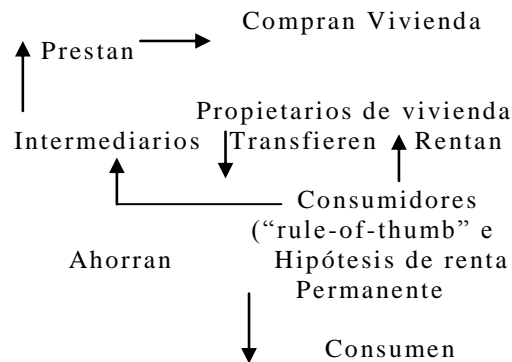 Compran Vivienda
Prestan
Propietarios de vivienda
Intermediarios Transfieren Rentan
Consumidores
(“rule-of-thumb” e
Ahorran Hipótesis de renta
Permanente
Consumen